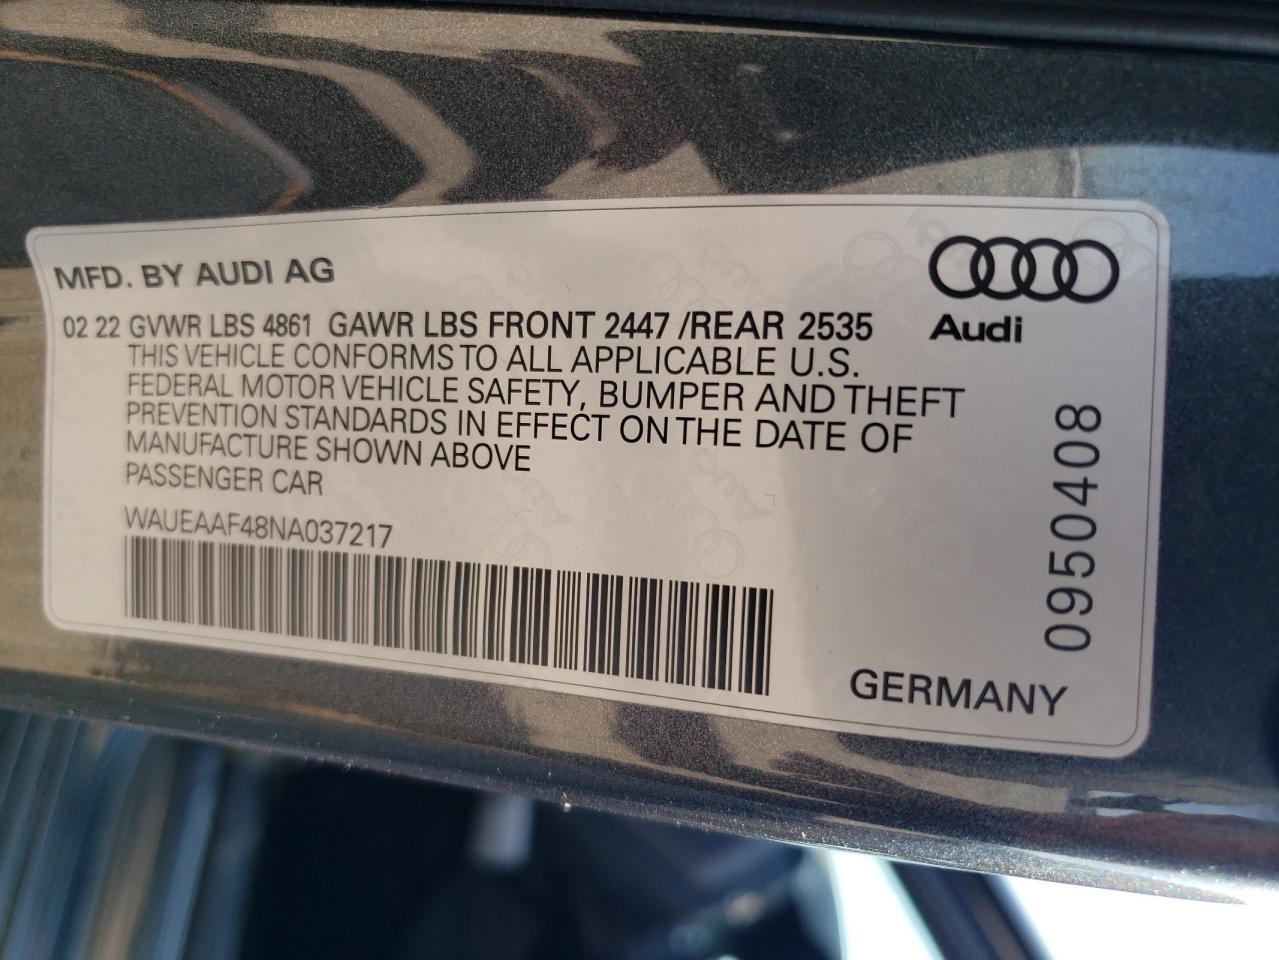 MFD. BY AUDI AG
02 22 GVWR LBS 4861 GAWR LBS FRONT 2447 /REAR 2535
THIS VEHICLE CONFORMS TO ALL APPLICABLE U.S.
FEDERAL MOTOR VEHICLE SAFETY, BUMPER AND THEFT
PREVENTION STANDARDS IN EFFECT ON THE DATE OF
MANUFACTURE SHOWN ABOVE
PASSENGER CAR
WAUEAAF48NA037217
Audi
0950408
GERMANY